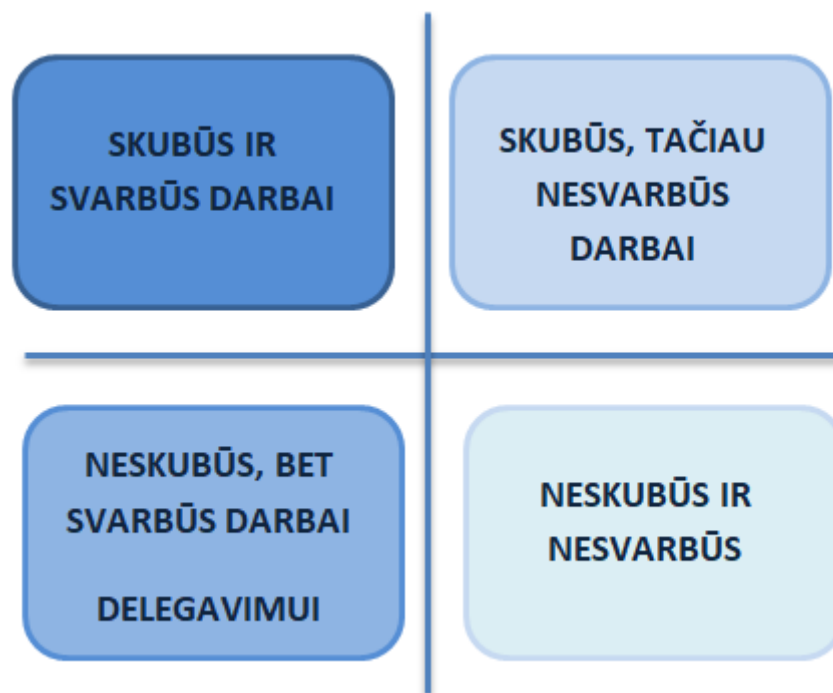 SKUBŪS IR
SVARBŪS DARBAI
SKUBŪS, TAČIAU
NESVARBŪS
DARBAI
NESKUBŪS, BET
SVARBŪS DARBAI
DELEGAVIMUI
NESKUBŪS IR
NESVARBŪS